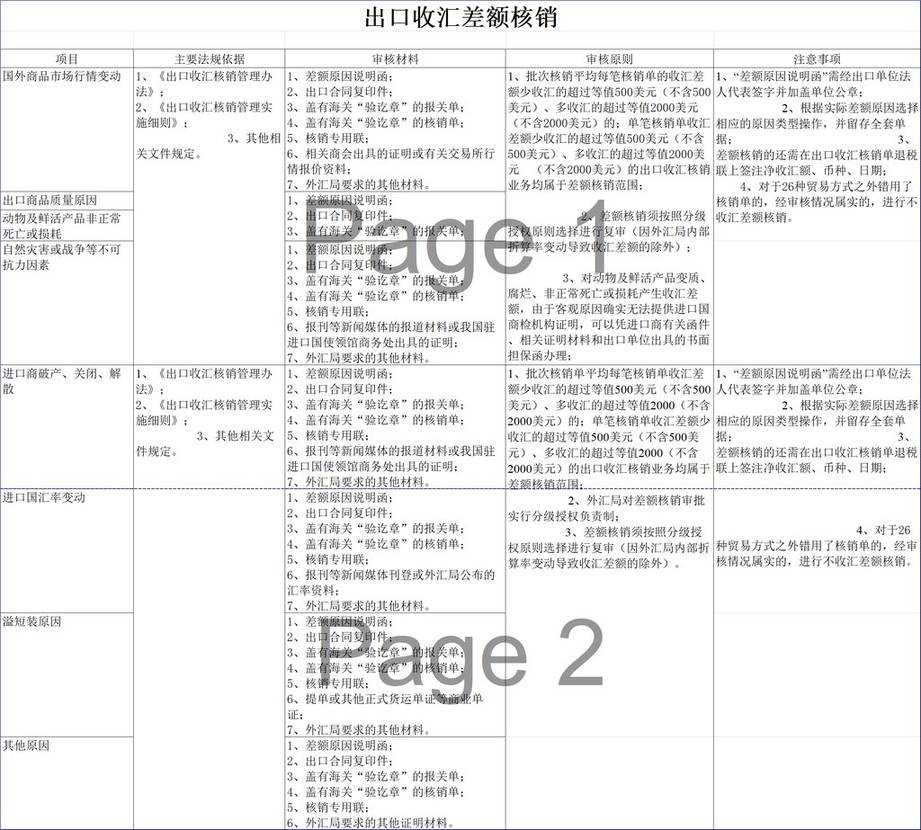 出口收汇差额核销
项目
主要法规依据
审核材料
审核原则
注意事项
国外商品市场行情变动
1、《出口收汇核销管理办
法》；
2、《出口收汇核销管理实
施细则》；
3、其他相
关文件规定。
1、差额原因说明函；
2、出口合同复印件；
3、盖有海关“验讫章”的报关单；
4、盖有海关“验讫章”的核销单；
5、核销专用联；
6、相关商会出具的证明或有关交易所行
情报价资料；
7、外汇局要求的其他材料。
1、批次核销平均每笔核销单的收汇差
额少收汇的超过等值500美元（不含500
美元）、多收汇的超过等值2000美元
（不含2000美元）的；单笔核销单收汇
差额少收汇的超过等值500美元（不含
500美元）、多收汇的超过等值2000美
元　（不含2000美元）的出口收汇核销
业务均属于差额核销范围；
2、差额核销须按照分级
授权原则选择进行复审（因外汇局内部
折算率变动导致收汇差额的除外）；
3、对动物及鲜活产品变质、
腐烂、非正常死亡或损耗产生收汇差
额，由于客观原因确实无法提供进口国
商检机构证明，可以凭进口商有关函件
、相关证明材料和出口单位出具的书面
担保函办理；
1、“差额原因说明函”需经出口单位法
人代表签字并加盖单位公章；
2、根据实际差额原因选择
相应的原因类型操作，并留存全套单
据；　3、
差额核销的还需在出口收汇核销单退税
联上签注净收汇额、币种、日期；
4、对于26种贸易方式之外错用了
核销单的，经审核情况属实的，进行不
收汇差额核销。
出口商品质量原因
动物及鲜活产品非正常
死亡或损耗
1、差额原因说明函；
2、出口合同复印件；
3、盖有海关“验讫章”的报关单；
自然灾害或战争等不可
抗力因素
1、差额原因说明函；
2、出口合同复印件；
3、盖有海关“验讫章”的报关单；
4、盖有海关“验讫章”的核销单；
5、核销专用联；
6、报刊等新闻媒体的报道材料或我国驻
进口国使领馆商务处出具的证明；
7、外汇局要求的其他材料。
Page 1
进口商破产、关闭、解
散
1、《出口收汇核销管理办
法》；
2、《出口收汇核销管理实
施细则》；
3、其他相关文
件规定。
1、差额原因说明函；
2、出口合同复印件；
3、盖有海关“验讫章”的报关单；
4、盖有海关“验讫章”的核销单；
5、核销专用联；
6、报刊等新闻媒体的报道材料或我国驻
进口国使领馆商务处出具的证明；
7、外汇局要求的其他材料。
1、批次核销单平均每笔核销单收汇差
额少收汇的超过等值500美元（不含500
美元）、多收汇的超过等值2000（不含
2000美元）的；单笔核销单收汇差额少
收汇的超过等值500美元（不含500美
元）、多收汇的超过等值2000（不含
2000美元）的出口收汇核销业务均属于
差额核销范围；
2、外汇局对差额核销审批
实行分级授权负责制；
3、差额核销须按照分级授
权原则选择进行复审（因外汇局内部折
算率变动导致收汇差额的除外）。
1、“差额原因说明函”需经出口单位法
人代表签字并加盖单位公章；
2、根据实际差额原因选择
相应的原因类型操作，并留存全套单
据；　3、
差额核销的还需在出口收汇核销单退税
联上签注净收汇额、币种、日期；
4、对于26
种贸易方式之外错用了核销单的，经审
核情况属实的，进行不收汇差额核销。
进口国汇率变动
1、差额原因说明函；
2、出口合同复印件；
3、盖有海关“验讫章”的报关单；
4、盖有海关“验讫章”的核销单；
5、核销专用联；
6、报刊等新闻媒体刊登或外汇局公布的
汇率资料；
7、外汇局要求的其他材料。
溢短装原因
1、差额原因说明函；
2、出口合同复印件；
3、盖有海关“验讫章”的报关单；
4、盖有海关“验讫章”的核销单；
5、核销专用联；
6、提单或其他正式货运单证等商业单
证；
7、外汇局要求的其他材料。
Page 2
其他原因
1、差额原因说明函；
2、出口合同复印件；
3、盖有海关“验讫章”的报关单；
4、盖有海关“验讫章”的核销单；
5、核销专用联；
6、外汇局要求的其他证明材料。